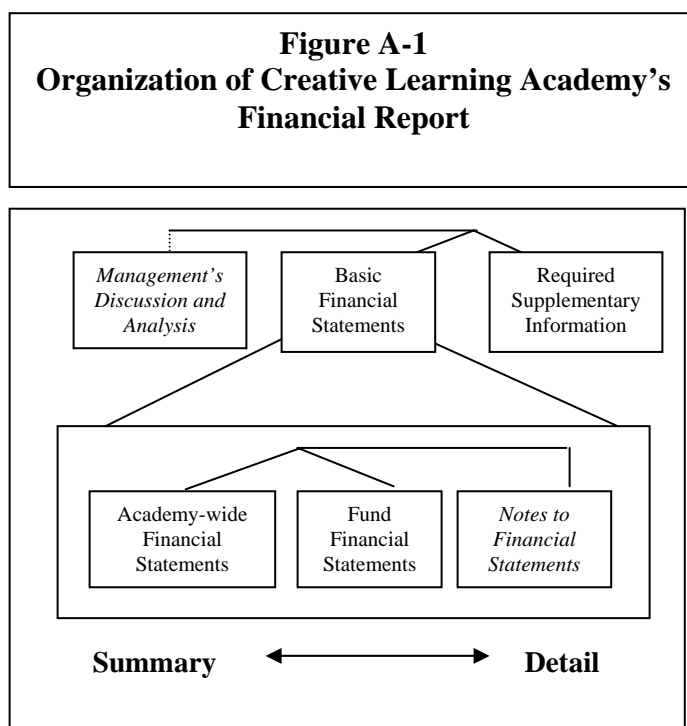 Figure A-1
Organization of Creative Learning Academy’s
Financial Report
Management’s
Discussion and
Analysis
Basic
Financial
Statements
Required
Supplementary
Information
Academy-wide
Financial
Statements
Fund
Financial
Statements
Notes to
Financial
Statements
Summary
Detail